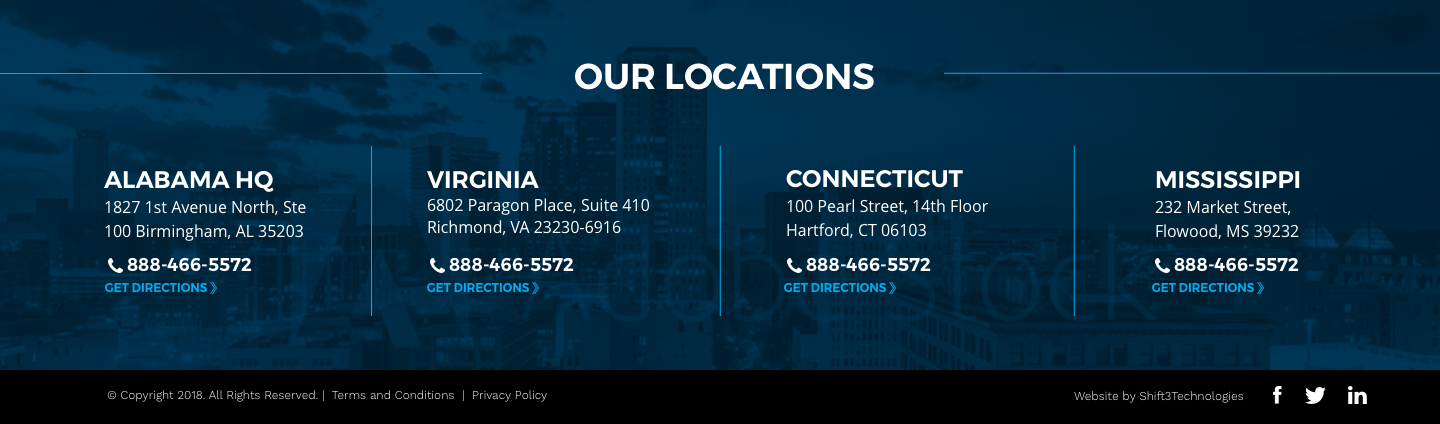 OUR LOCATIONS
ALABAMA HQ
1827 1st Avenue North, Ste
100 Birmingham, AL 35203
888-466-5572
GET DIRECTIONS》
VIRGINIA
6802 Paragon Place, Suite 410
Richmond, VA 23230-6916
888-466-5572
GET DIRECTIONS》
CONNECTICUT
100 Pearl Street, 14th Floor
Hartford, CT 06103
888-466-5572
GET DIRECTIONS》
MISSISSIPPI
232 Market Street,
Flowood, MS 39232
888-466-5572
GET DIRECTIONS》
Adobe Stock
© Copyright 2018. All Rights Reserved. | Terms and Conditions | Privacy Policy
Website by Shift3Technologies